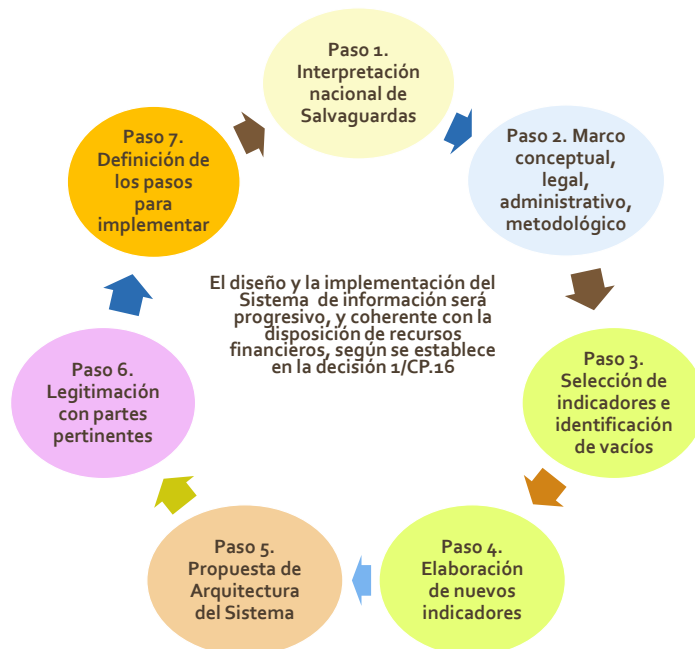 Paso 1.
Interpretación
nacional de
Salvaguardas
Paso 2. Marco
conceptual,
legal,
administrativo,
metodológico
Paso 3.
Selección de
indicadores e
identificación
de vacíos
Paso 4.
Elaboración
de nuevos
indicadores
Paso 5.
Propuesta de
Arquitectura
del Sistema
Paso 6.
Legitimación
con partes
pertinentes
Paso 7.
Definición de
los pasos
para
implementar
El diseño y la implementación del
Sistema de información será
progresivo, y coherente con la
disposición de recursos
financieros, según se establece
en la decisión 1/CP.16